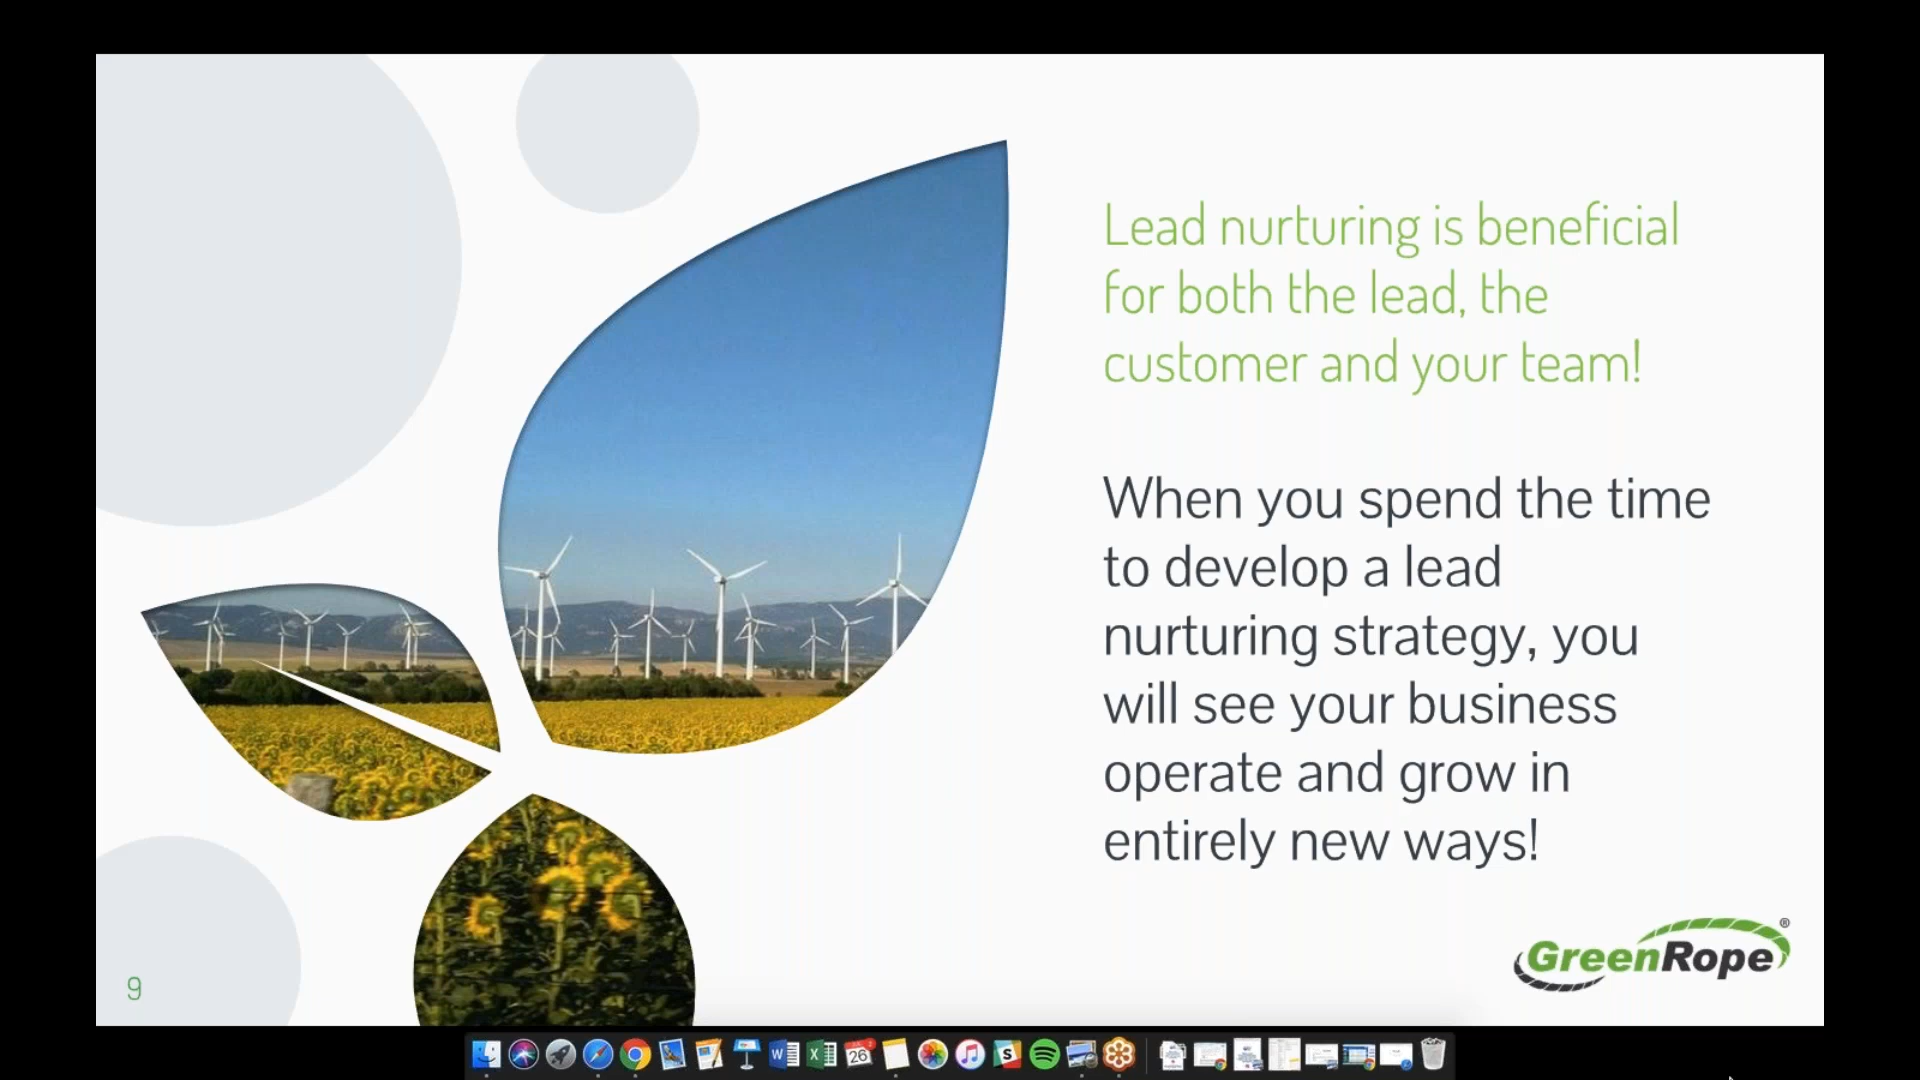 Lead nurturing is beneficial
for both the lead, the
customer and your team!
When you spend the time
to develop a lead
nurturing strategy, you
will see your business
operate and grow in
entirely new ways!
GreenRope®
9
26